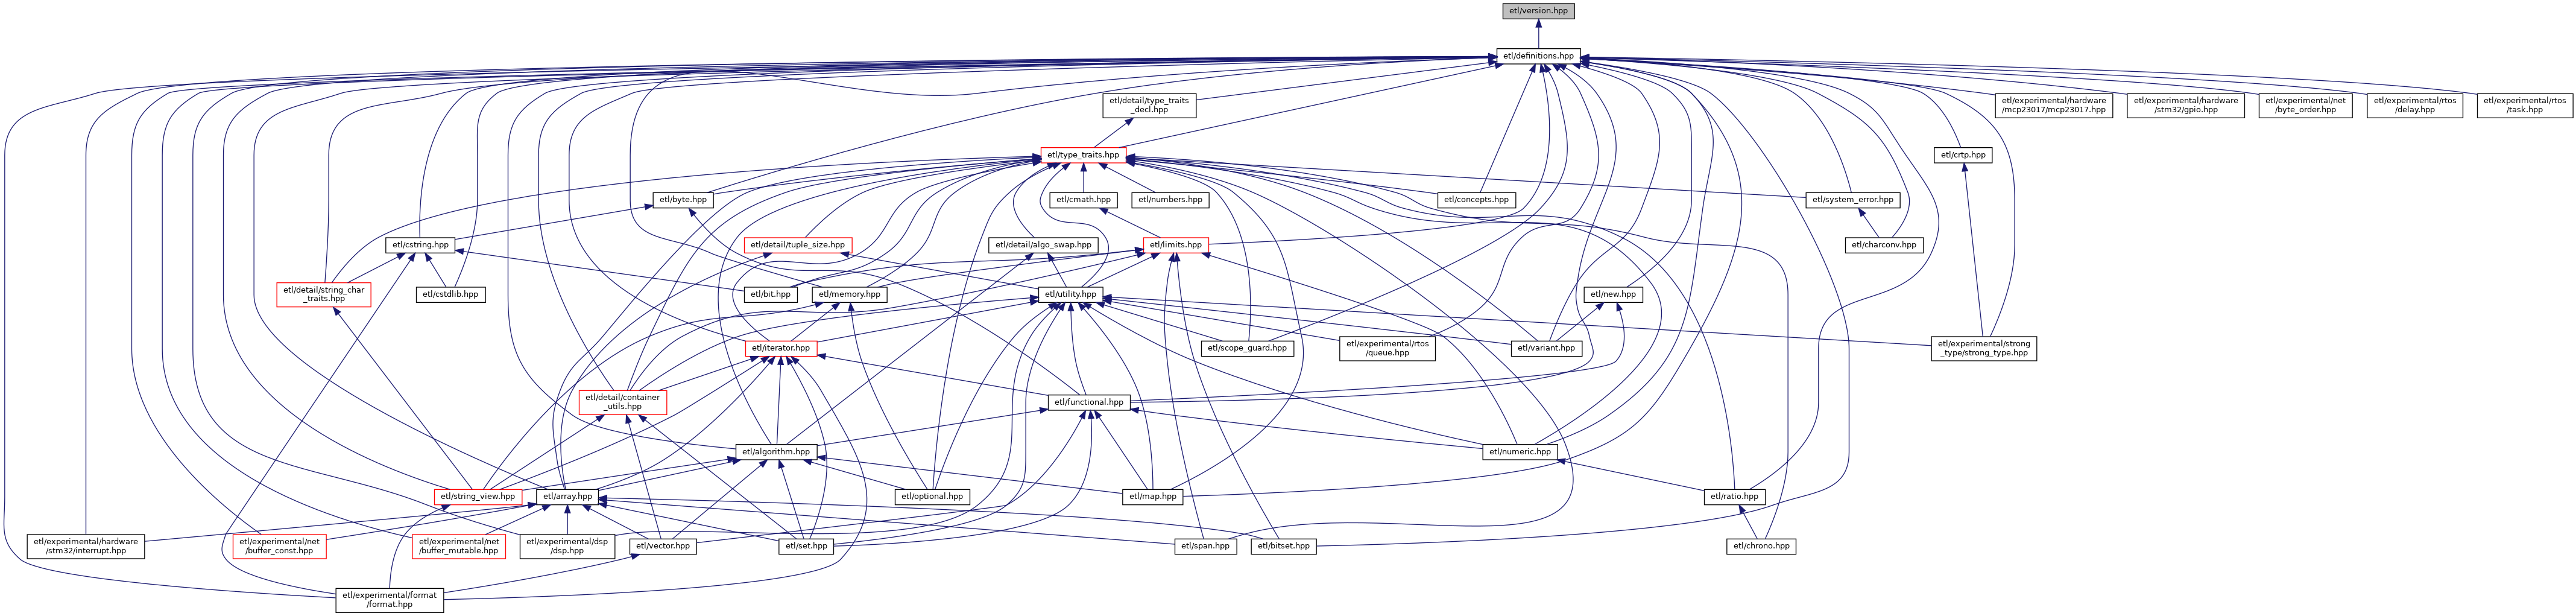 etl/version.hpp
etl/definitions.hpp
etl/detail/type_traits
_decl.hpp
etl/experimental/hardware
/mcp23017/mcp23017.hpp
etl/experimental/hardware
/stm32/gpio.hpp
etl/experimental/net
/byte_order.hpp
etl/experimental/rtos
/delay.hpp
etl/experimental/rtos
/task.hpp
etl/type_traits.hpp
etl/crtp.hpp
etl/byte.hpp
etl/cmath.hpp
etl/numbers.hpp
etl/concepts.hpp
etl/system_error.hpp
etl/cstring.hpp
etl/detail/tuple_size.hpp
etl/detail/algo_swap.hpp
etl/limits.hpp
etl/charconv.hpp
etl/detail/string_char
_traits.hpp
etl/cstdlib.hpp
etl/bit.hpp
etl/memory.hpp
etl/utility.hpp
etl/new.hpp
etl/iterator.hpp
etl/scope_guard.hpp
etl/experimental/rtos
/queue.hpp
etl/variant.hpp
etl/experimental/strong
_type/strong_type.hpp
etl/detail/container
_utils.hpp
etl/functional.hpp
etl/algorithm.hpp
etl/numeric.hpp
etl/string_view.hpp
etl/array.hpp
etl/optional.hpp
etl/map.hpp
etl/ratio.hpp
etl/experimental/hardware
/stm32/interrupt.hpp
etl/experimental/net
/buffer_const.hpp
etl/experimental/net
/buffer_mutable.hpp
etl/experimental/dsp
/dsp.hpp
etl/vector.hpp
etl/set.hpp
etl/span.hpp
etl/bitset.hpp
etl/chrono.hpp
etl/experimental/format
/format.hpp